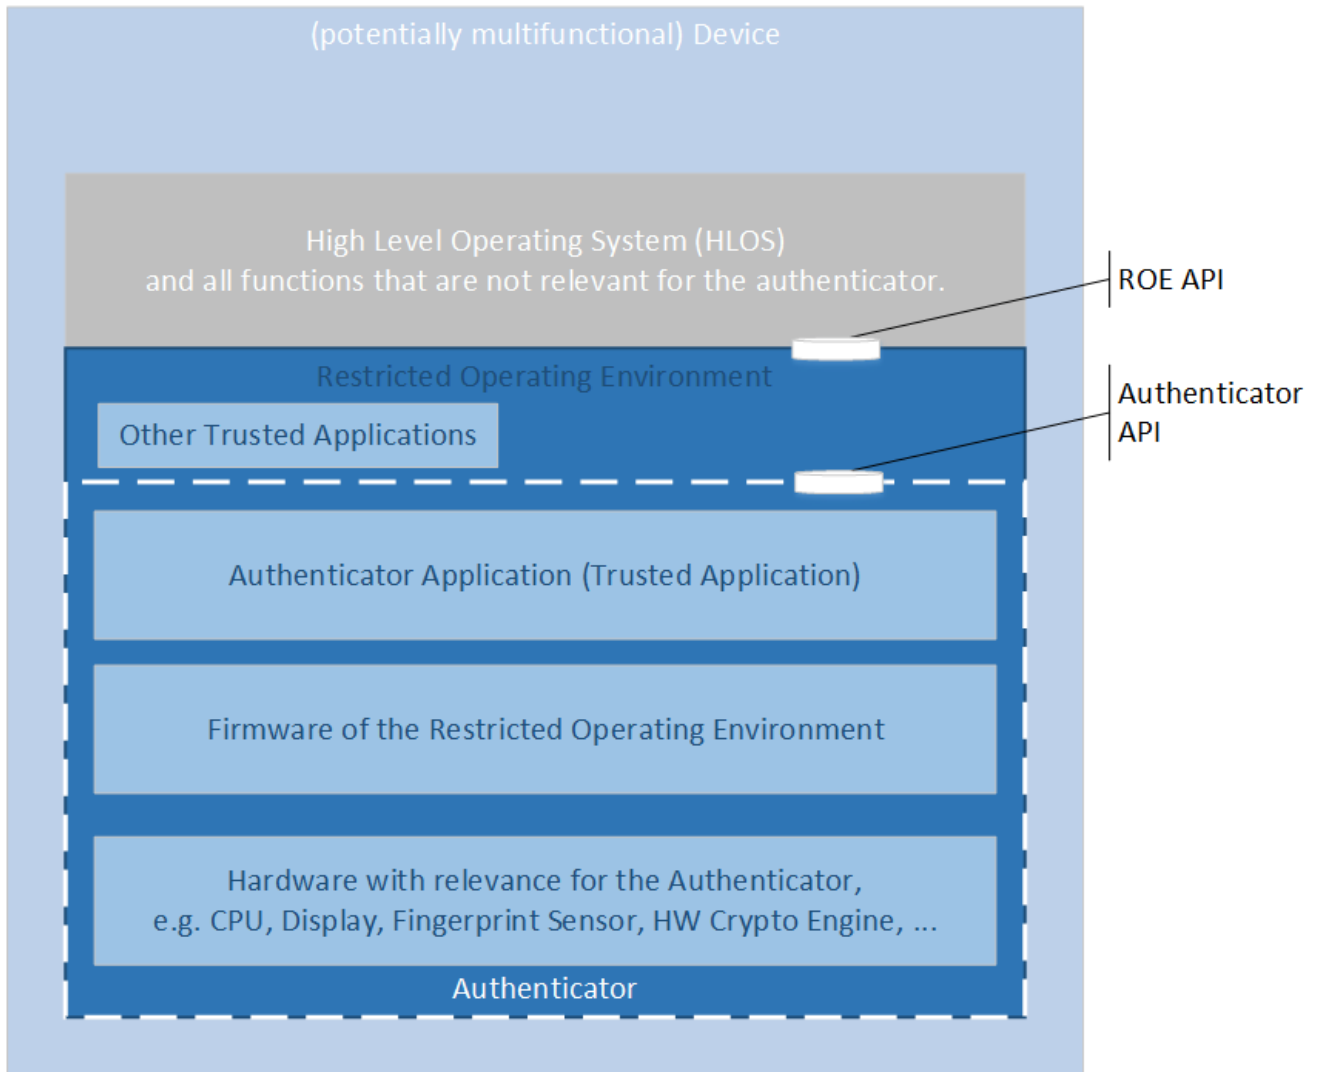 (potentially multifunctional) Device
High Level Operating System (HLOS)
and all functions that are not relevant for the authenticator.
ROE API
Restricted Operating Environment
Authenticator
API
Other Trusted Applications
Authenticator Application (Trusted Application)
Firmware of the Restricted Operating Environment
Hardware with relevance for the Authenticator,
e.g. CPU, Display, Fingerprint Sensor, HW Crypto Engine, ...
Authenticator